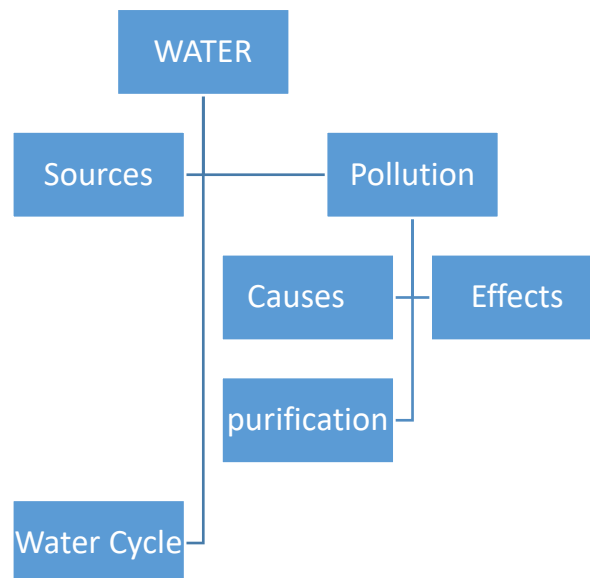 WATER
Sources
Pollution
Causes
Effects
purification
Water Cycle